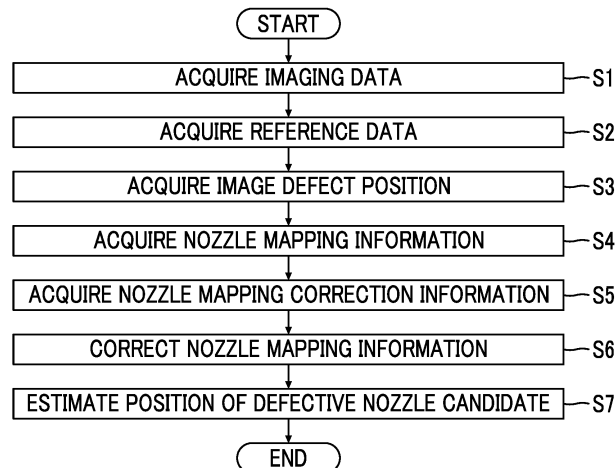 START
ACQUIRE IMAGING DATA S1
ACQUIRE REFERENCE DATA S2
ACQUIRE IMAGE DEFECT POSITION S3
ACQUIRE NOZZLE MAPPING INFORMATION S4
ACQUIRE NOZZLE MAPPING CORRECTION INFORMATION S5
CORRECT NOZZLE MAPPING INFORMATION S6
ESTIMATE POSITION OF DEFECTIVE NOZZLE CANDIDATE S7
END